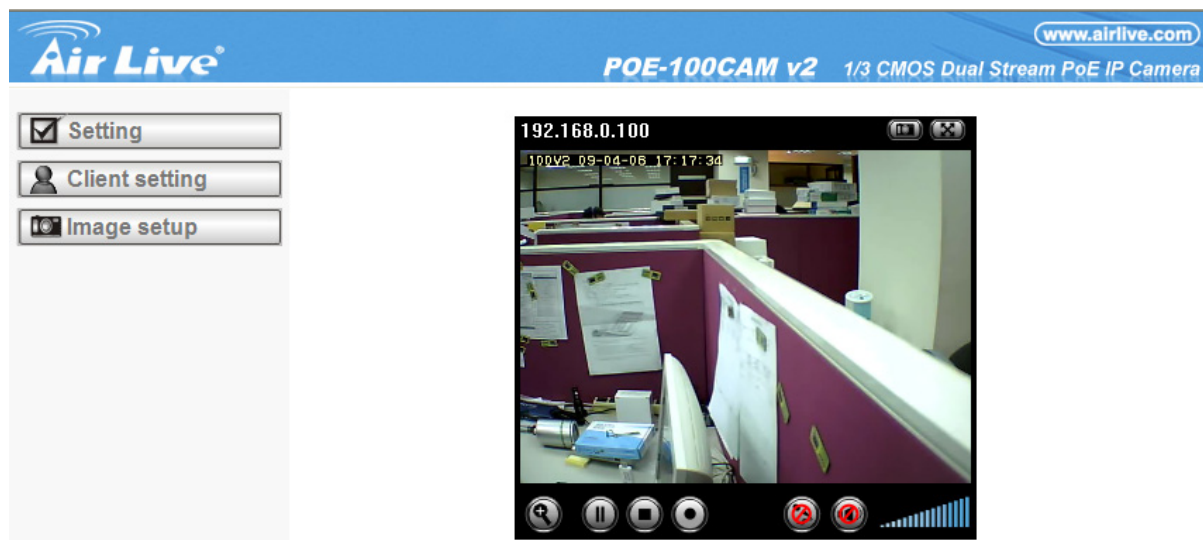 www.airlive.com
Air Live®
POE-100CAM v2 1/3 CMOS Dual Stream PoE IP Camera
Setting
Client setting
Image setup
192.168.0.100
100V2 09-04-06 17:17:34